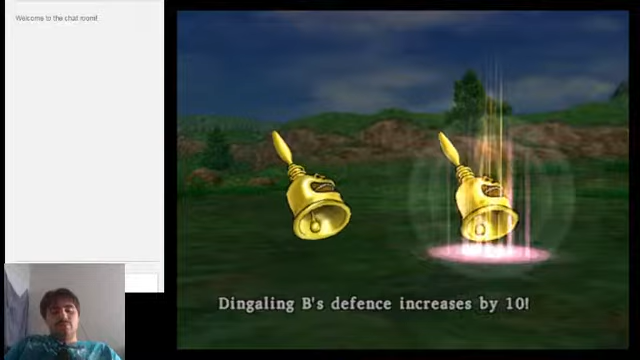 Welcome to the chat room!
Dingaling B's defence increases by 10!